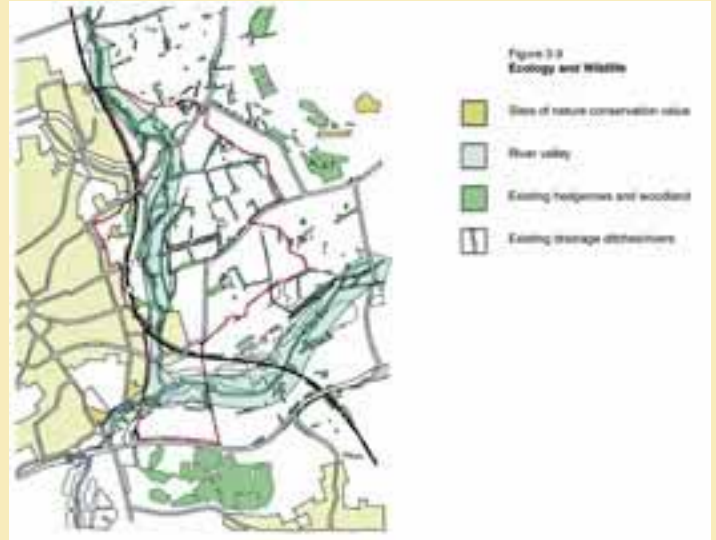 Figure 3.9
Ecology and Wildlife
Sites of nature conservation value
River valley
Existing hedgerows and woodland
Existing drainage ditches/rivers